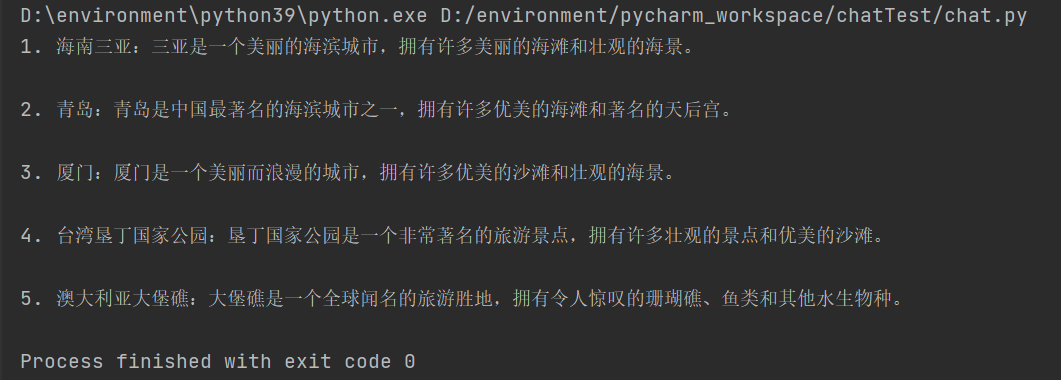 D:\environment\python39\python.exe D:/environment/pycharm_workspace/chatTest/chat.py
1. 海南三亚：三亚是一个美丽的海滨城市，拥有许多美丽的海滩和壮观的海景。
2. 青岛：青岛是中国最著名的海滨城市之一，拥有许多优美的海滩和著名的天后宫。
3. 厦门：厦门是一个美丽而浪漫的城市，拥有许多优美的沙滩和壮观的海景。
4. 台湾垦丁国家公园：垦丁国家公园是一个非常著名的旅游景点，拥有许多壮观的景点和优美的沙滩。
5. 澳大利亚大堡礁：大堡礁是一个全球闻名的旅游胜地，拥有令人惊叹的珊瑚礁、鱼类和其他水生物种。
Process finished with exit code 0